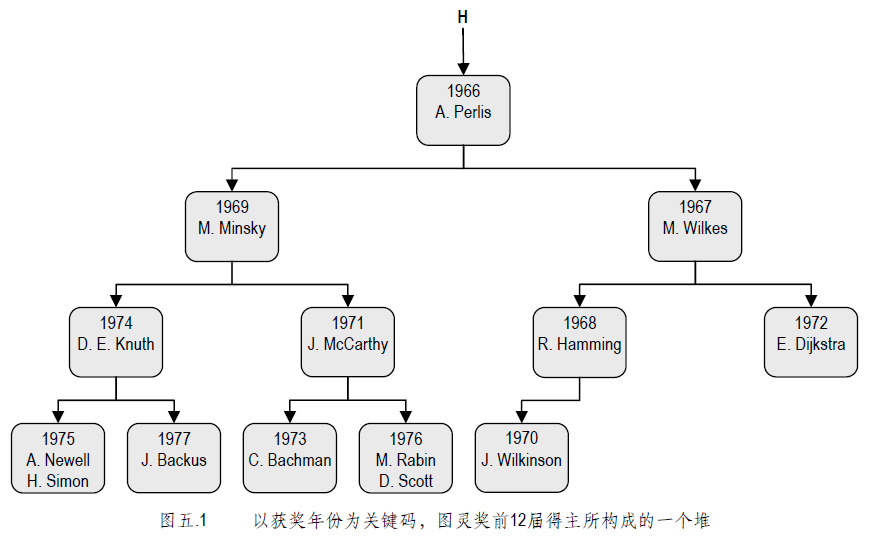 H
1966
A. Perlis
1969
M. Minsky
1967
M. Wilkes
1974
D. E. Knuth
1971
J. McCarthy
1968
R. Hamming
1972
E. Dijkstra
1975
A. Newell
H. Simon
1977
J. Backus
1973
C. Bachman
1976
M. Rabin
D. Scott
1970
J. Wilkinson
图五.1 以获奖年份为关键码，图灵奖前12届得主所构成的一个堆